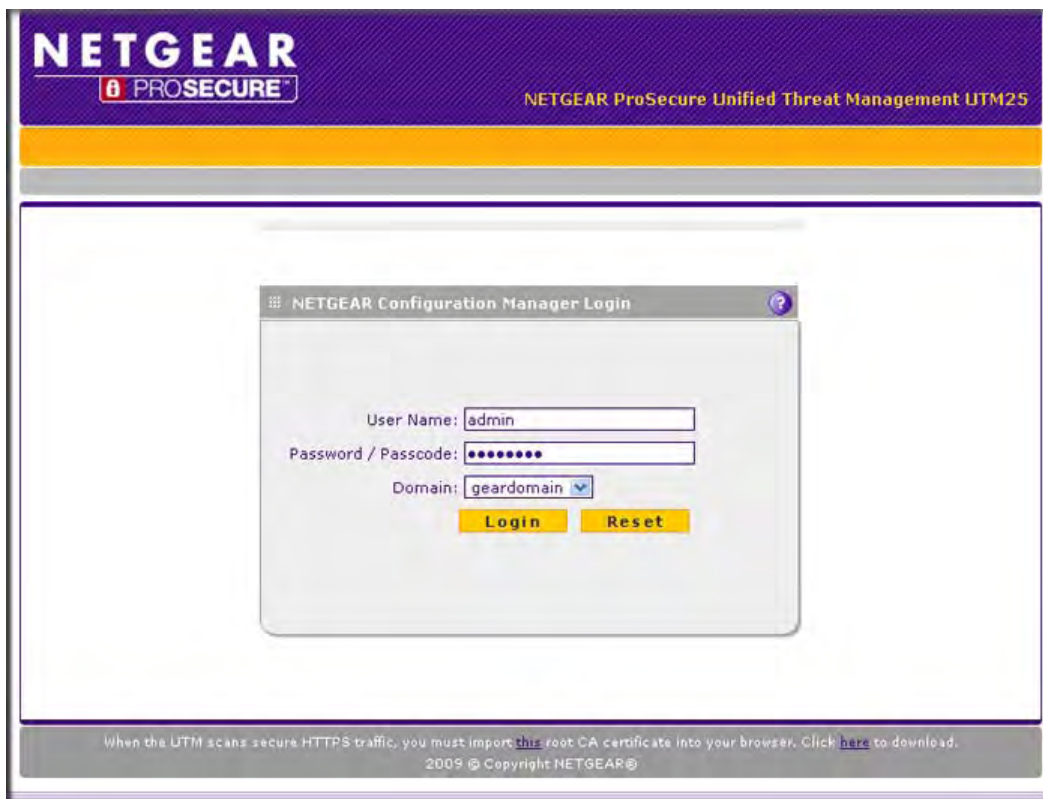 NETGEAR
PROSECURE™
NETGEAR ProSecure Unified Threat Management UTM25
NETGEAR Configuration Manager Login
?
User Name: admin
Password / Passcode: ••••••••
Domain: geardomain
Login Reset
When the UTM scans secure HTTPS traffic, you must import this root CA certificate into your browser. Click here to download.
2009 © Copyright NETGEAR®